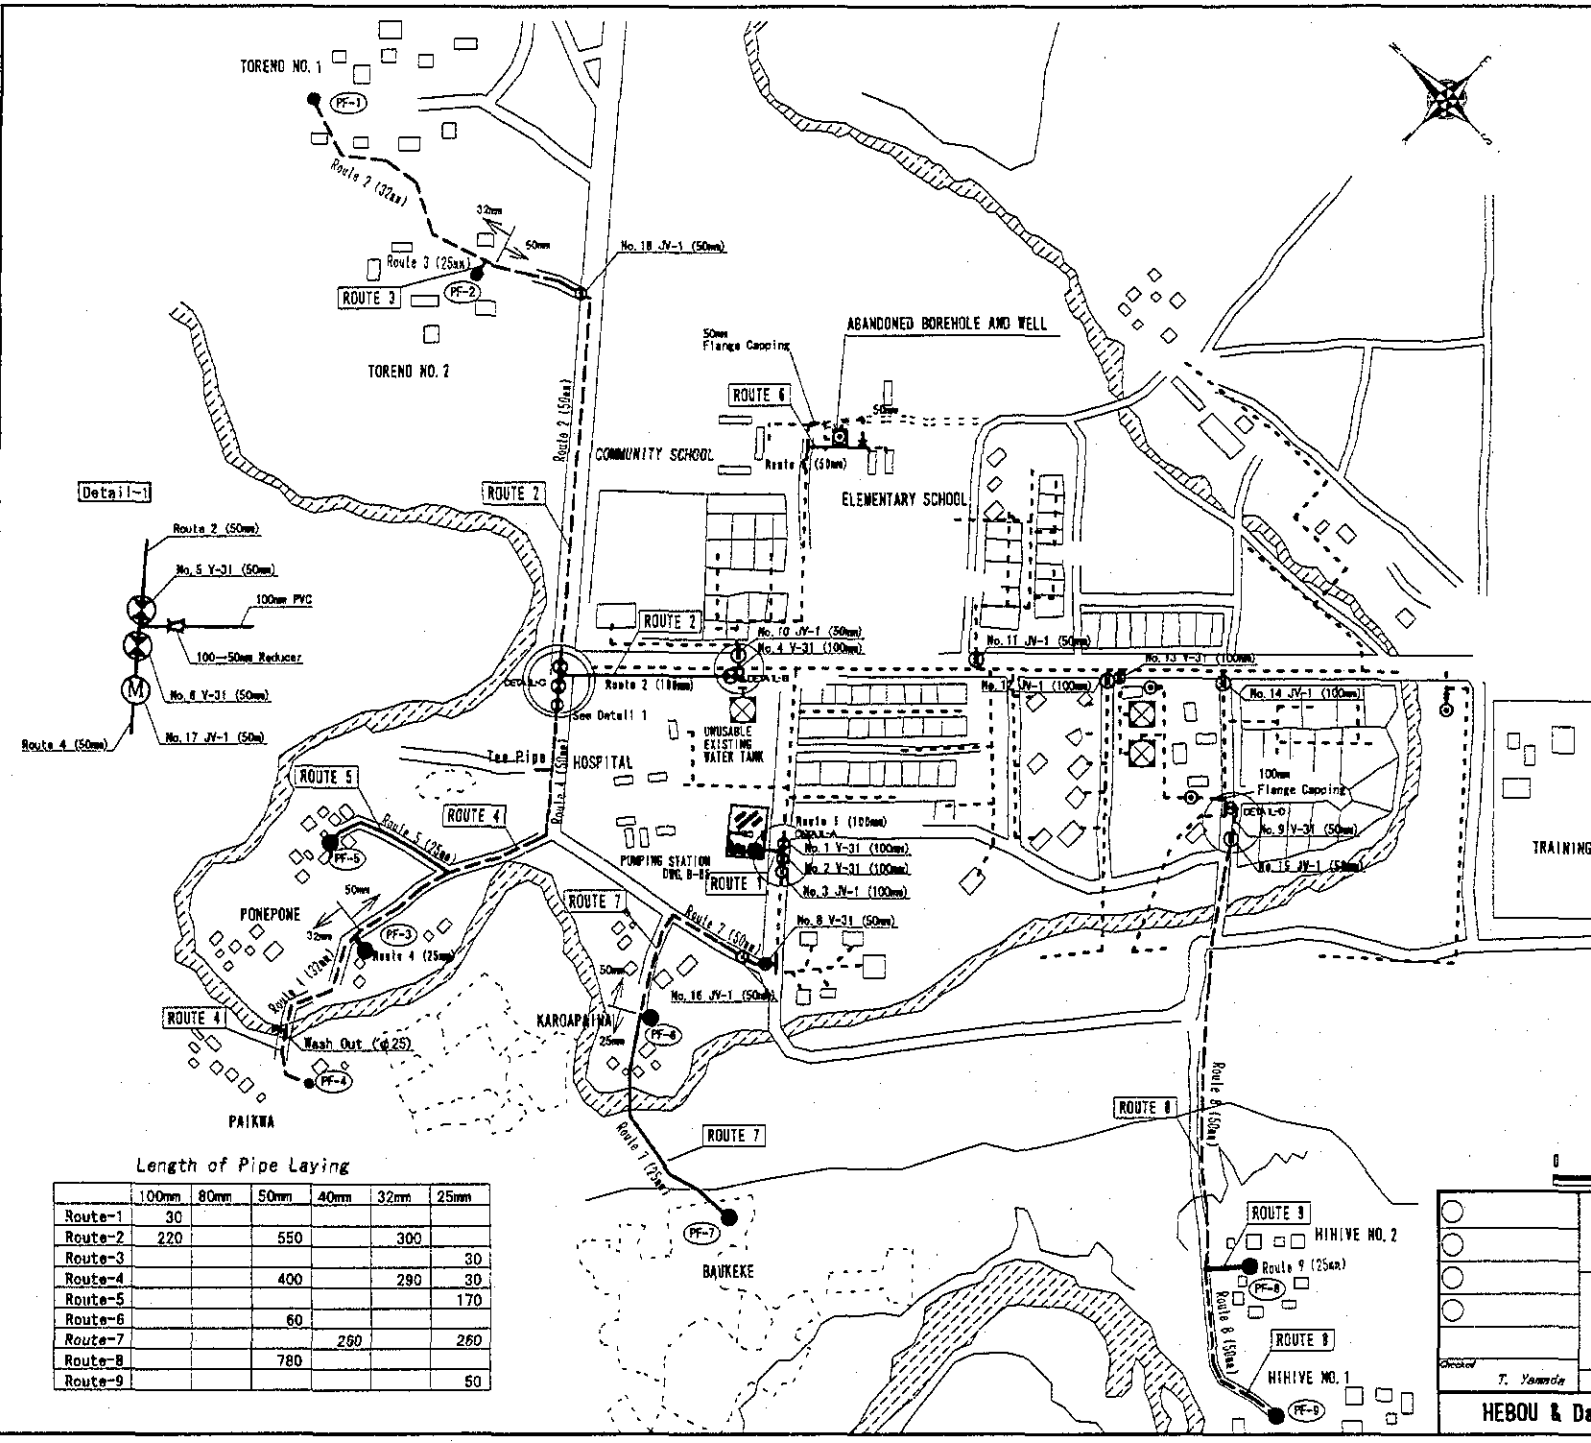 TORENO NO. 1
PF-1
Route 2 (32mm)
32mm
50mm
No. 18 JV-1 (50mm)
Route 3 (25mm)
ROUTE 3
PF-2
TORENO NO. 2
50mm
Flange Capping
ABANDONED BOREHOLE AND WELL
ROUTE 6
50mm
Route 2 (50mm)
COMMUNITY SCHOOL
Route
(50mm)
ROUTE 2
ELEMENTARY SCHOOL
Detail-1
Route 2 (50mm)
No. 5 V-31 (50mm)
100mm PVC
100--50mm Reducer
M
No. 6 V-31 (50mm)
No. 17 JV-1 (50m)
Route 4 (50mm)
ROUTE 2
No. 10 JV-1 (50mm)
No. 4 V-31 (100mm)
DETAIL-B
No. 11 JV-1 (50mm)
No. 13 V-31 (100mm)
DETAIL-C
Route 2 (100mm)
JV-1 (100mm)
No. 14 JV-1 (100mm)
See Detail 1
UNUSABLE
EXISTING
WATER TANK
Tee Pipe
HOSPITAL
ROUTE 5
100mm
Flange Capping
ROUTE 4
Route 4 (50mm)
Route 5 (25mm)
PF-5
Route 1 (100mm)
DETAIL-A
No. 1 V-31 (100mm)
No. 2 V-31 (100mm)
No. 3 JV-1 (100mm)
DETAIL-D
No. 9 V-31 (50mm)
No. 15 JV-1 (50mm)
TRAINING
PUMPING STATION
ROUTE 1
50mm
ROUTE 7
PONEPONE
32mm
PF-3
Route 4 (25mm)
Route 7 (50mm)
No. 8 V-31 (50mm)
50mm
No. 16 JV-1 (50mm)
ROUTE 4
KAROAPAINA
PF-6
25mm
Wash Out (φ25)
PF-4
PAIKWA
Route 8 (50mm)
ROUTE 8
ROUTE 7
Route 7 (25mm)
PF-7
BAUKEKE
Length of Pipe Laying
100mm 80mm 50mm 40mm 32mm 25mm
Route-1 30
Route-2 220 550 300
Route-3 30
Route-4 400 290 30
Route-5 170
Route-6 60
Route-7 260 260
Route-8 780
Route-9 50
ROUTE 9
HIHIVE NO. 2
Route 9 (25mm)
PF-8
Route 8 (50mm)
HIHIVE NO. 1
PF-9
0
Checked
T. Yamada
HEBOU & Da